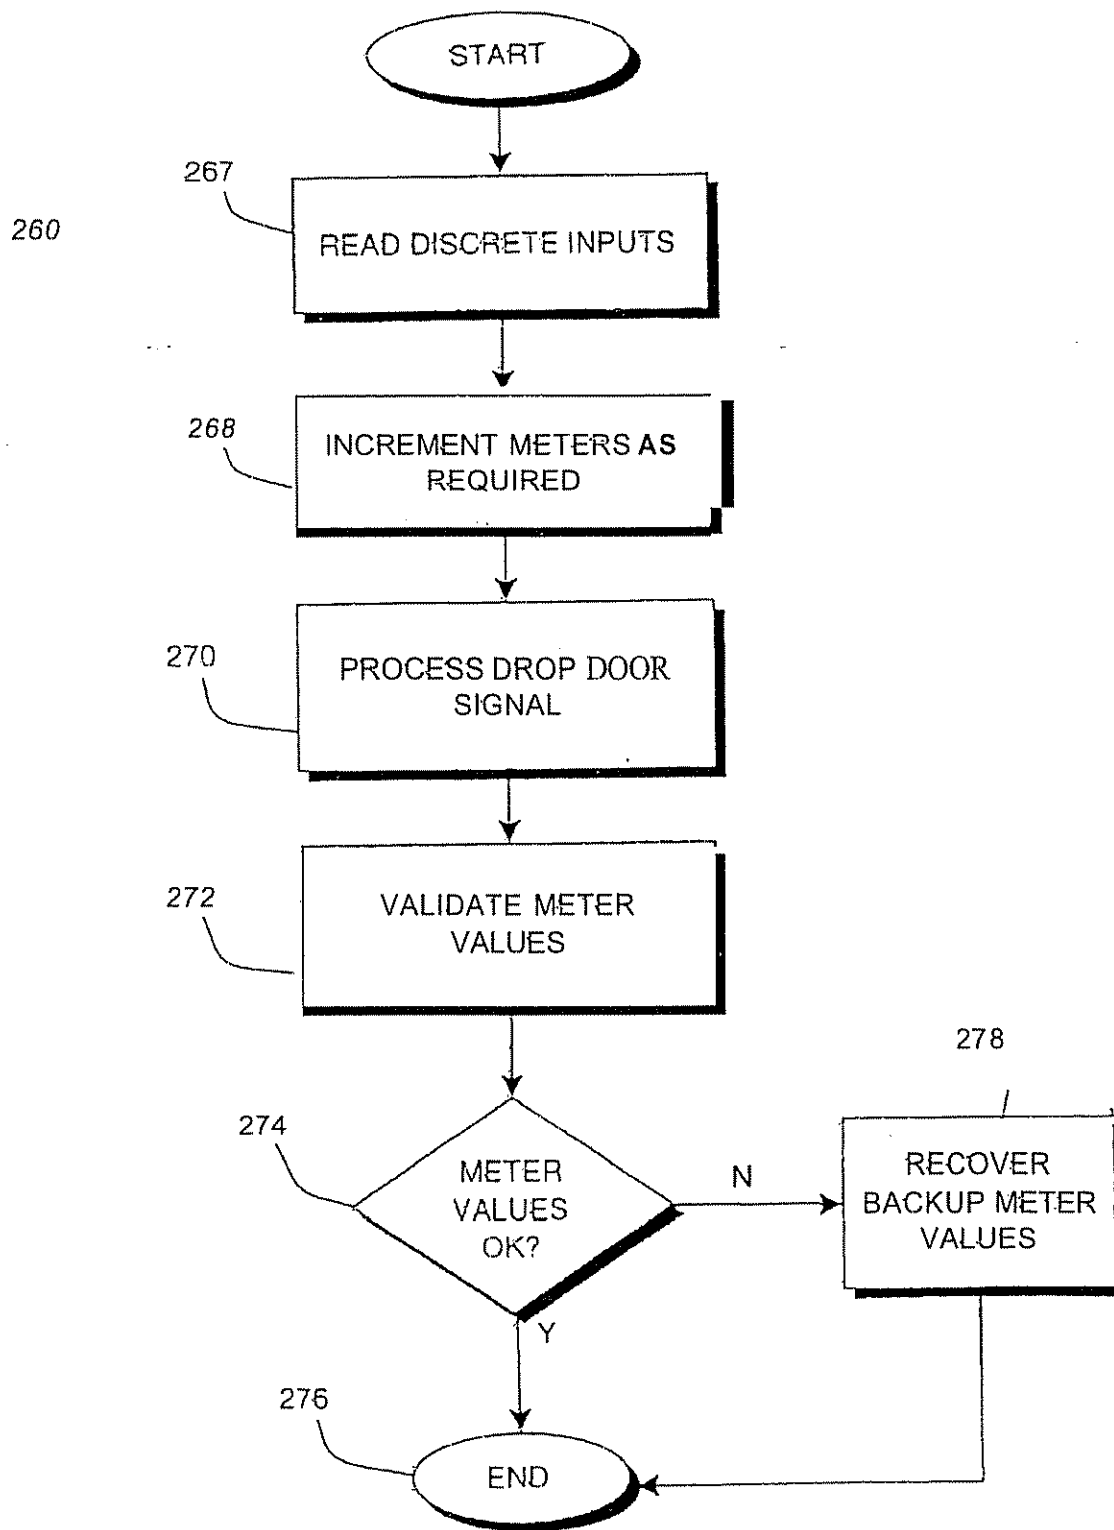 START
267
260
READ DISCRETE INPUTS
268
INCREMENT METERS AS
REQUIRED
270
PROCESS DROP DOOR
SIGNAL
272
VALIDATE METER
VALUES
278
274
METER
VALUES
OK?
N
RECOVER
BACKUP METER
VALUES
Y
276
END